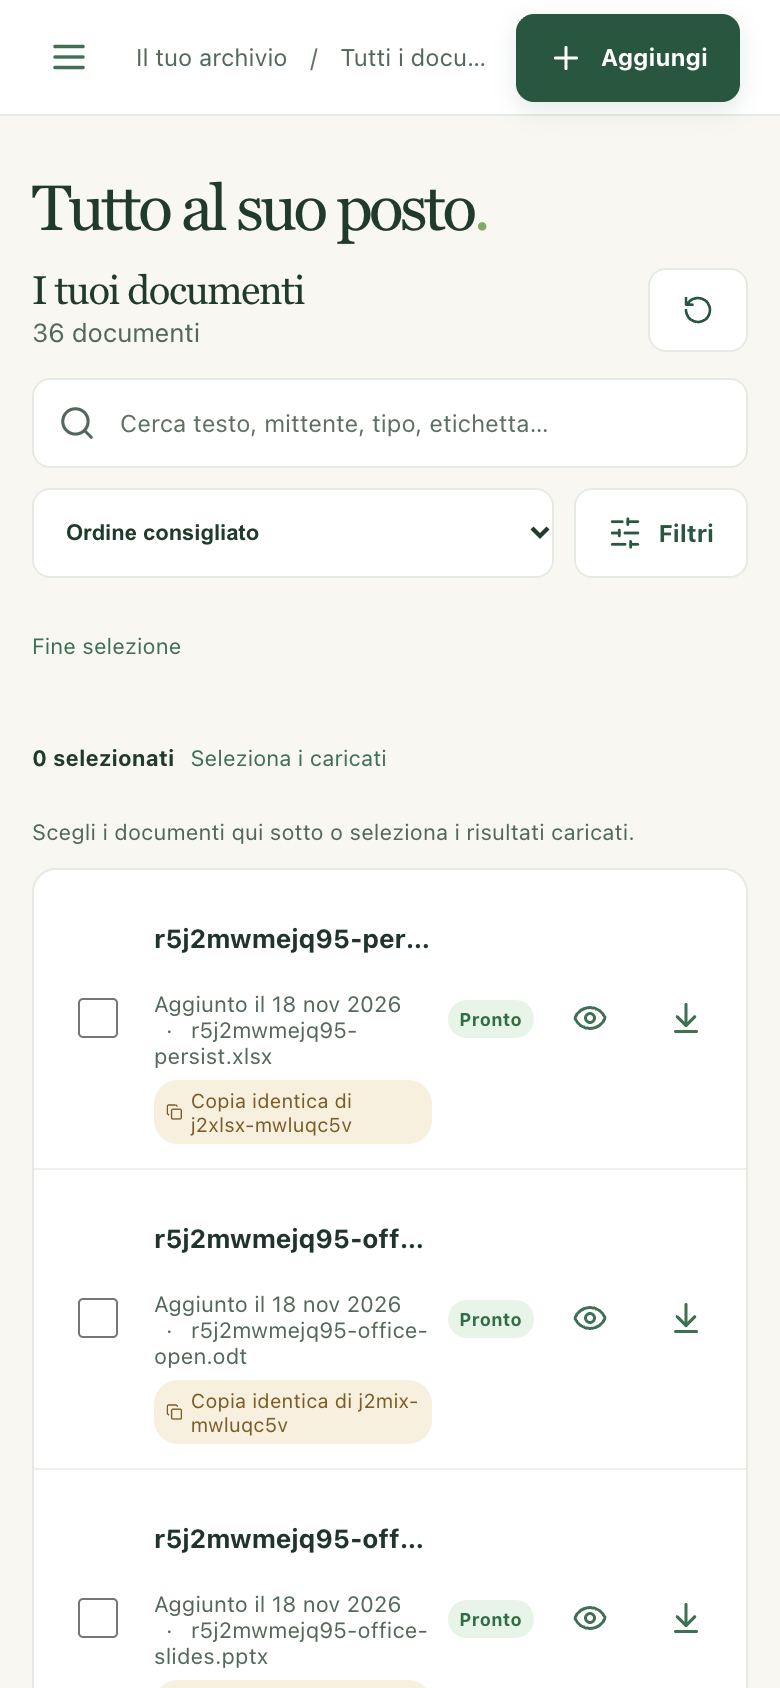 Il tuo archivio / Tutti i docu...
Aggiungi
Tutto al suo posto.
I tuoi documenti
36 documenti
Cerca testo, mittente, tipo, etichetta...
Ordine consigliato
Filtri
Fine selezione
0 selezionati Seleziona i caricati
Scegli i documenti qui sotto o seleziona i risultati caricati.
r5j2mwmejq95-per...
Aggiunto il 18 nov 2026
· r5j2mwmejq95-
persist.xlsx
Pronto
Copia identica di
j2xlsx-mwluqc5v
r5j2mwmejq95-off...
Aggiunto il 18 nov 2026
· r5j2mwmejq95-office-
open.odt
Pronto
Copia identica di j2mix-
mwluqc5v
r5j2mwmejq95-off...
Aggiunto il 18 nov 2026
· r5j2mwmejq95-office-
slides.pptx
Pronto